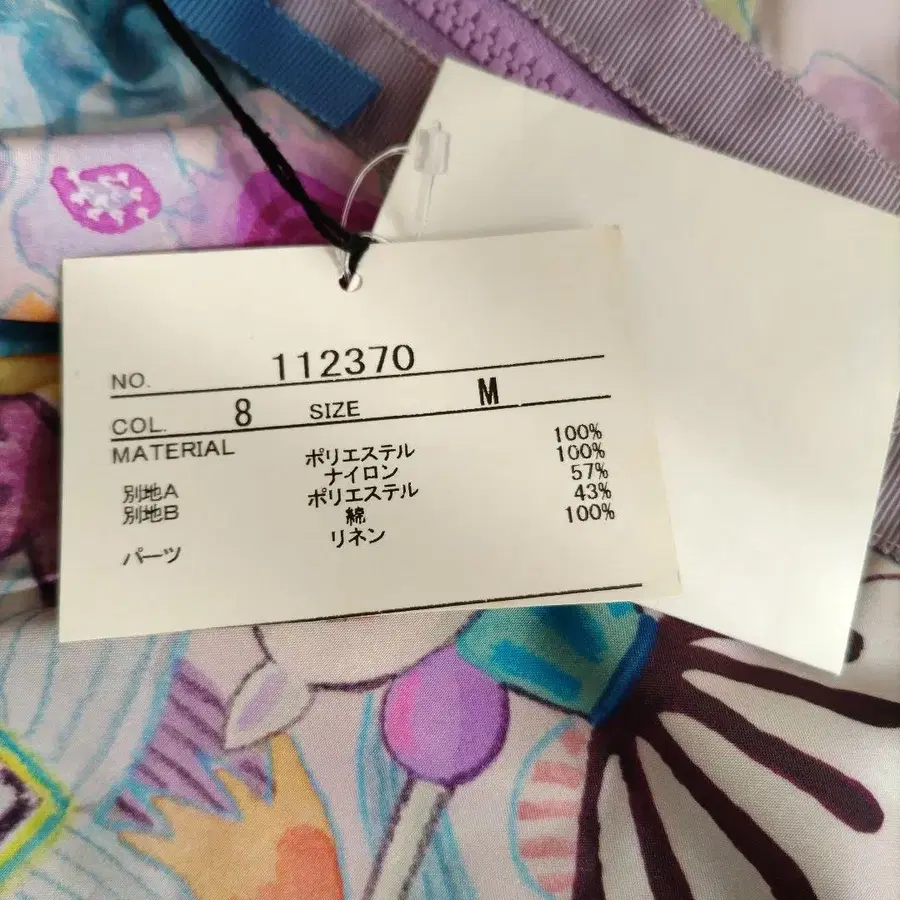 NO. 112370
COL. 8 SIZE M
MATERIAL ポリエステル 100%
別地A ナイロン 100%
別地B ポリエステル 57%
綿 43%
パーツ リネン 100%